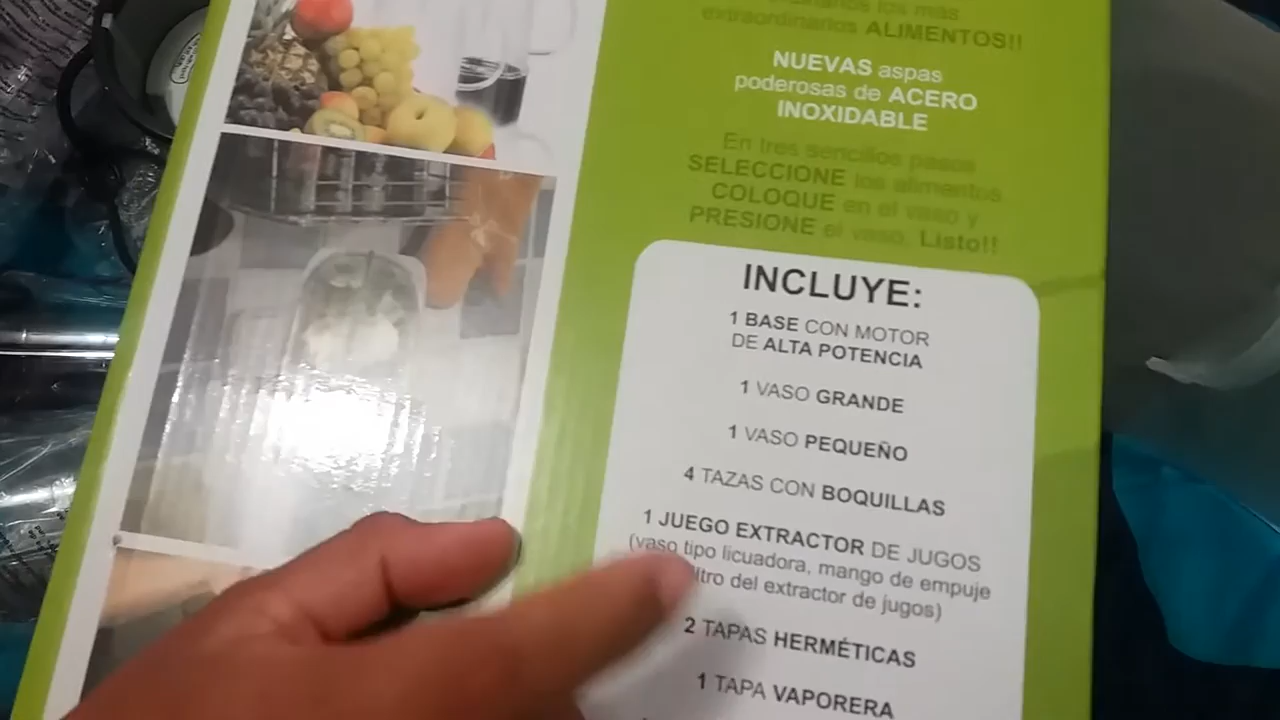 extraordinarios ALIMENTOS!!
NUEVAS aspas
poderosas de ACERO
INOXIDABLE
En tres sencillos pasos
SELECCIONE los alimentos
COLOQUE en el vaso y
PRESIONE el vaso. Listo!!
INCLUYE:
1 BASE CON MOTOR
DE ALTA POTENCIA
1 VASO GRANDE
1 VASO PEQUEÑO
4 TAZAS CON BOQUILLAS
1 JUEGO EXTRACTOR DE JUGOS
(vaso tipo licuadora, mango de empuje
del extractor de jugos)
2 TAPAS HERMÉTICAS
1 TAPA VAPORERA